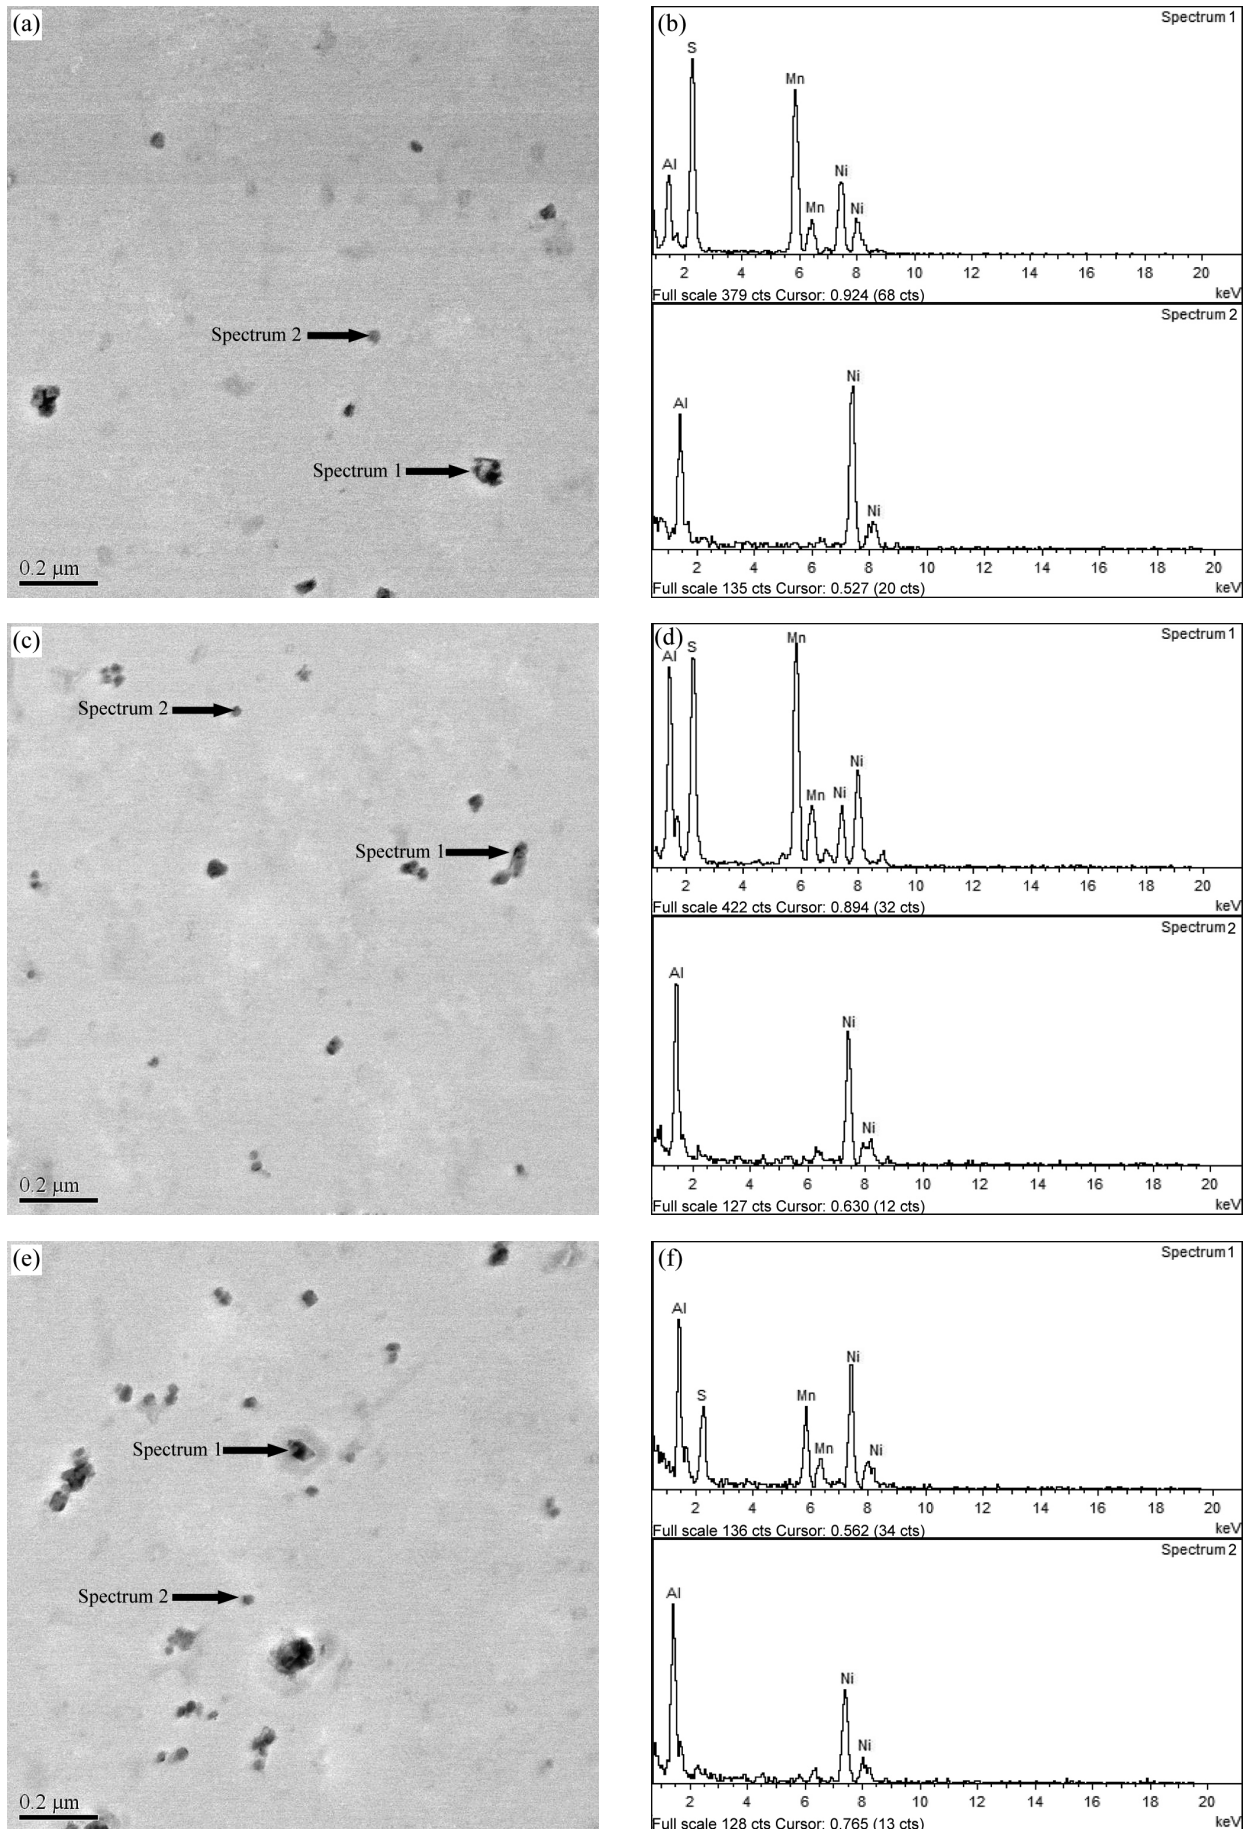 (a)
Spectrum 2
Spectrum 1
0.2 μm
(b)
Spectrum 1
S
Mn
Al
Ni
Mn
Ni
2 4 6 8 10 12 14 16 18 20
keV
Full scale 379 cts Cursor: 0.924 (68 cts)
Spectrum 2
Ni
Al
Ni
2 4 6 8 10 12 14 16 18 20
keV
Full scale 135 cts Cursor: 0.527 (20 cts)
(c)
Spectrum 2
Spectrum 1
0.2 μm
(d)
Spectrum 1
Mn
S
Al
Ni
Mn
Ni
2 4 6 8 10 12 14 16 18 20
keV
Full scale 422 cts Cursor: 0.894 (32 cts)
Spectrum 2
Al
Ni
Ni
2 4 6 8 10 12 14 16 18 20
keV
Full scale 127 cts Cursor: 0.630 (12 cts)
(e)
Spectrum 1
Spectrum 2
0.2 μm
(f)
Spectrum 1
Al
Ni
S
Mn
Mn
Ni
2 4 6 8 10 12 14 16 18 20
keV
Full scale 136 cts Cursor: 0.562 (34 cts)
Spectrum 2
Al
Ni
Ni
2 4 6 8 10 12 14 16 18 20
keV
Full scale 128 cts Cursor: 0.765 (13 cts)